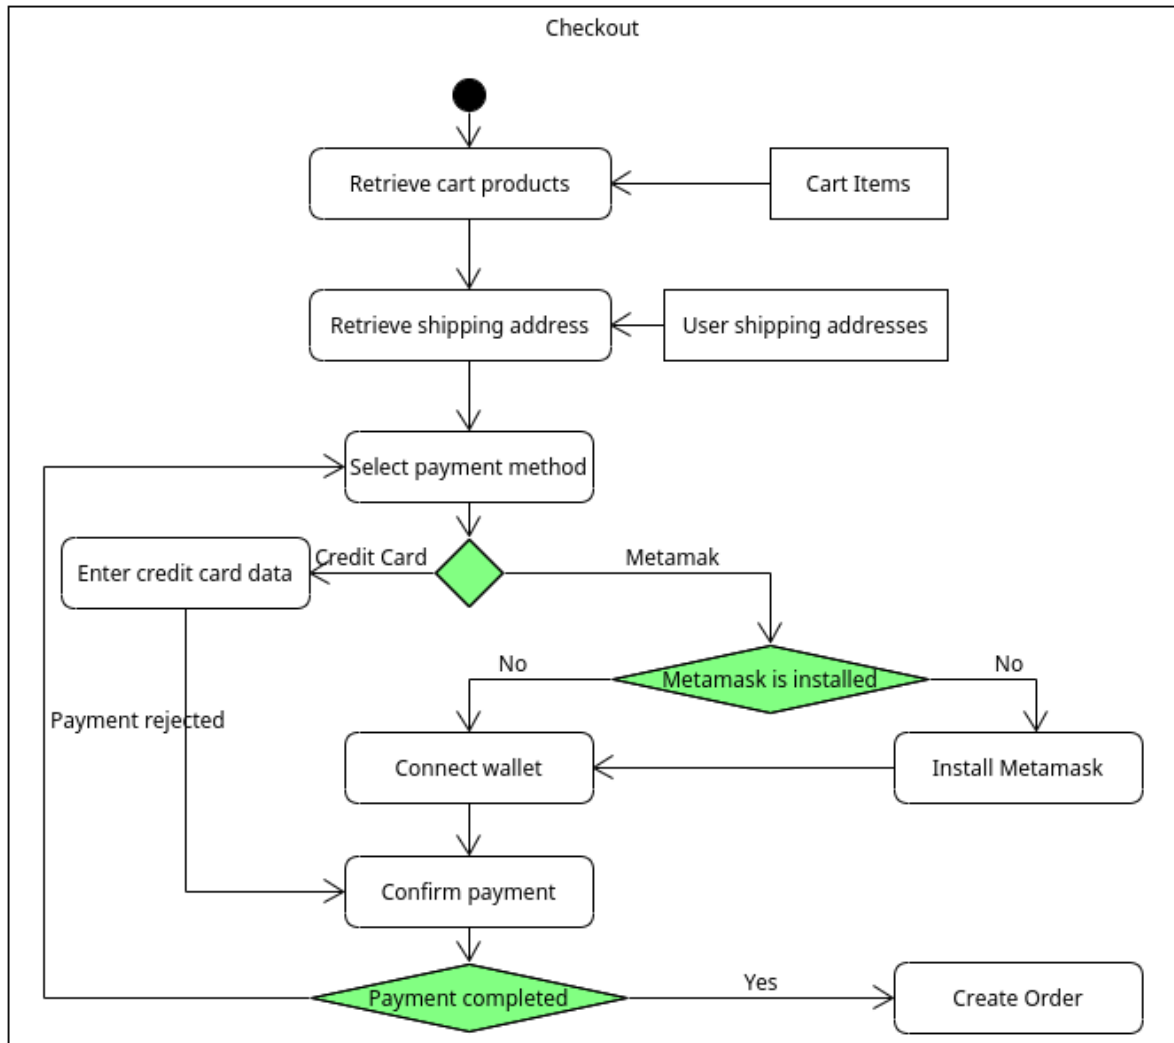 Checkout
Retrieve cart products
Cart Items
Retrieve shipping address
User shipping addresses
Select payment method
Credit Card
Metamak
Enter credit card data
No
Metamask is installed
No
Payment rejected
Connect wallet
Install Metamask
Confirm payment
Payment completed
Yes
Create Order